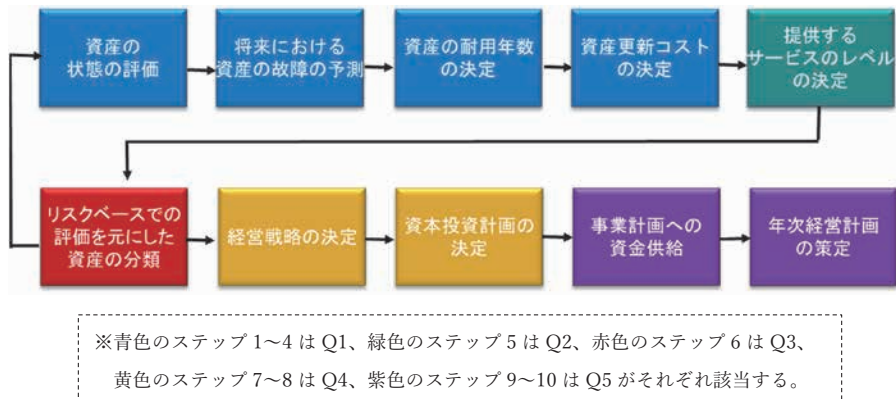 資産の
状態の評価
将来における
資産の故障の予測
資産の耐用年数
の決定
資産更新コスト
の決定
提供する
サービスのレベル
の決定
リスクベースでの
評価を元にした
資産の分類
経営戦略の決定
資本投資計画の
決定
事業計画への
資金供給
年次経営計画
の策定
※青色のステップ 1~4 は Q1、緑色のステップ 5 は Q2、赤色のステップ 6 は Q3、
黄色のステップ 7~8 は Q4、紫色のステップ 9~10 は Q5 がそれぞれ該当する。